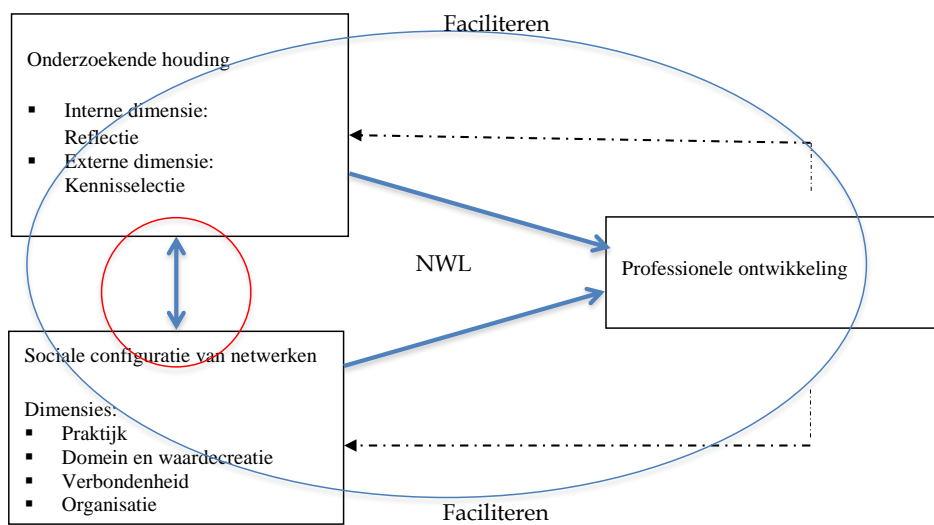 Faciliteren
Onderzoekende houding
▪ Interne dimensie:
Reflectie
▪ Externe dimensie:
Kennisselectie
NWL
Professionele ontwikkeling
Sociale configuratie van netwerken
Dimensies:
▪ Praktijk
▪ Domein en waardecreatie
▪ Verbondenheid
▪ Organisatie
Faciliteren